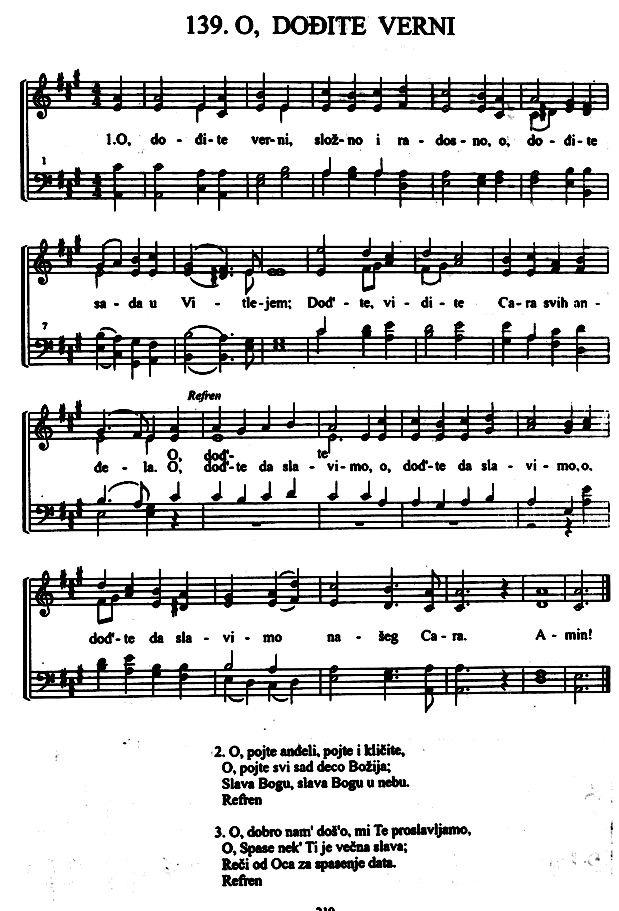 139. O, DOĐITE VERNI
1.O, do - đi - te ver - ni, slož - no i ra - dos - no, o, do - đi - te
1
sa - da u Vi - tle - jem; Dođ' - te, vi - di - te Ca - ra svih an -
7
Refren
O, dođ'- te
đe - la. O, dođ'-te da sla - vi - mo, o, dođ'-te da sla - vi - mo,o.
dođ'-te da sla - vi - mo na - šeg Ca - ra. A - min!
2. O, pojte anđeli, pojte i kličite,
O, pojte svi sad deco Božija;
Slava Bogu, slava Bogu u nebu.
Refren
3. O, dobro nam' doš'o, mi Te proslavljamo,
O, Spase nek' Ti je večna slava;
Reči od Oca za spasenje data.
Refren